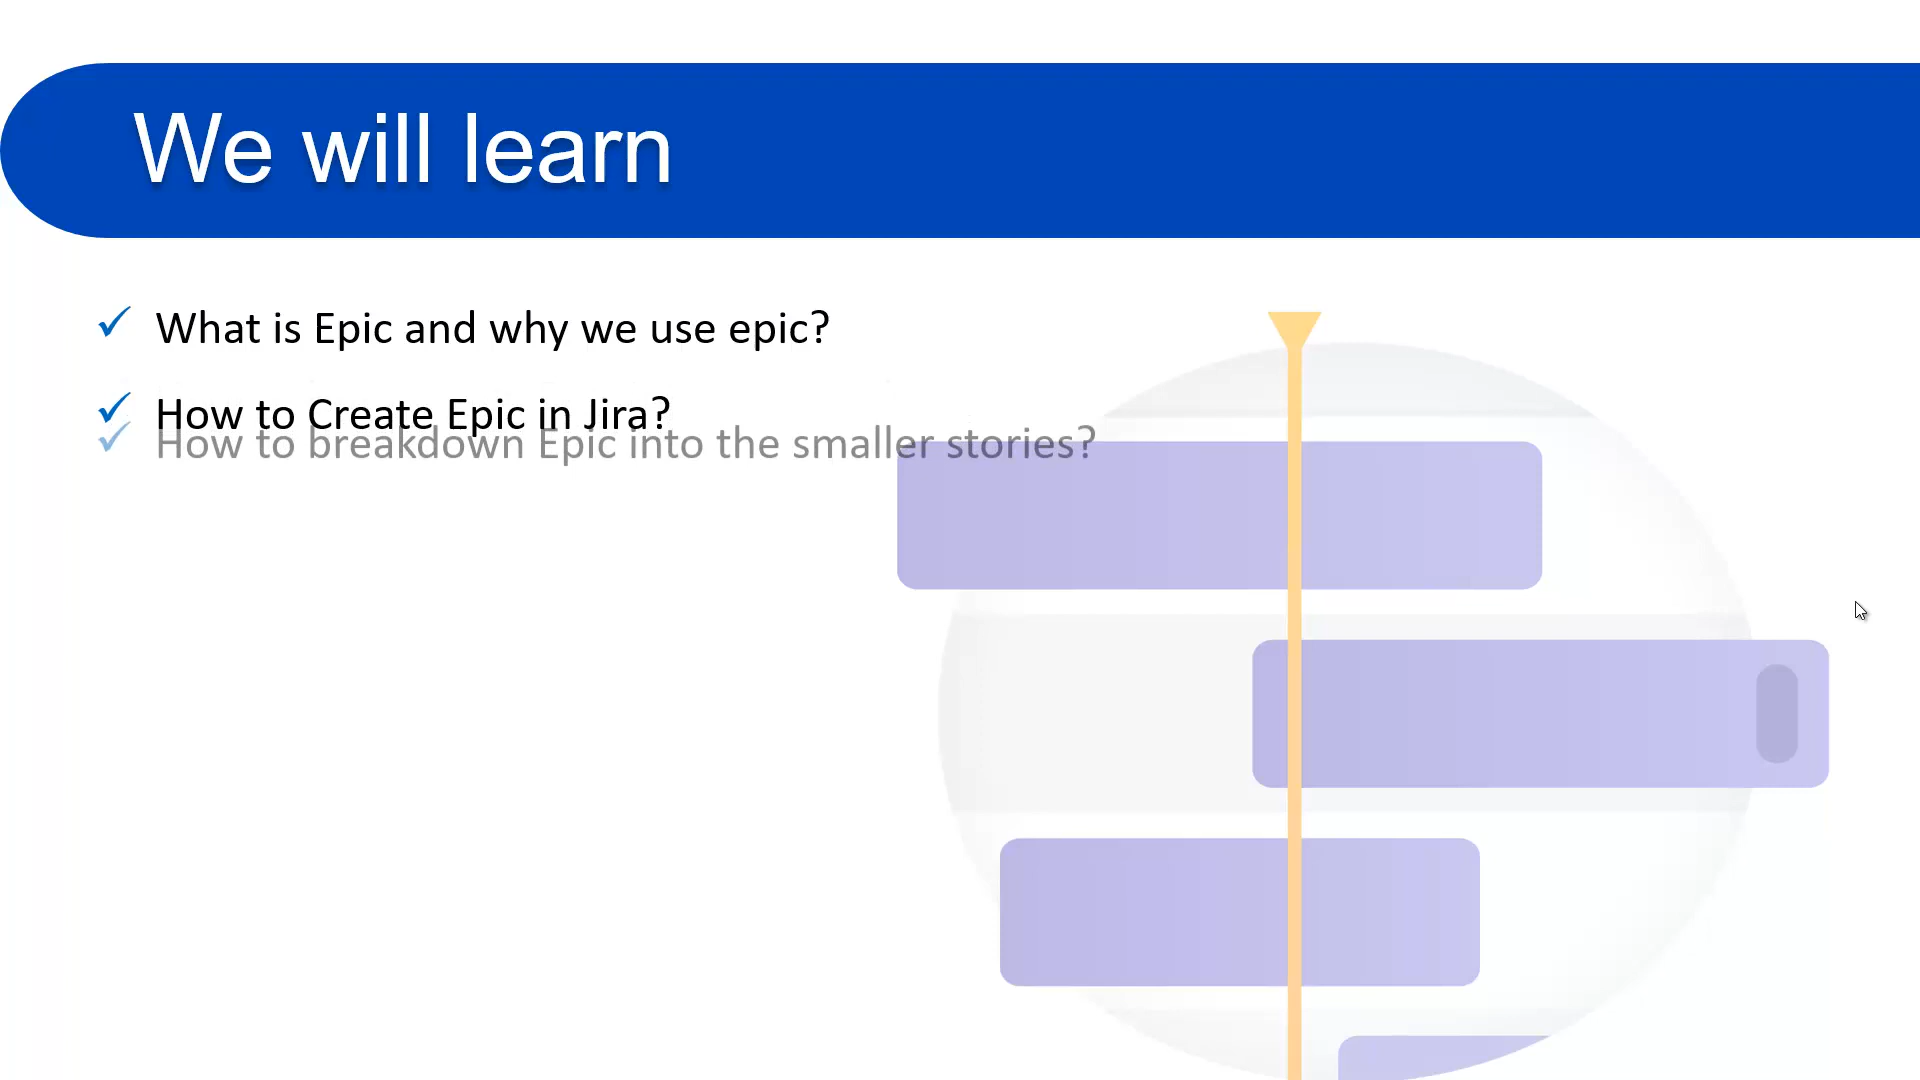 We will learn
What is Epic and why we use epic?
How to Create Epic in Jira?
How to breakdown Epic into the smaller stories?